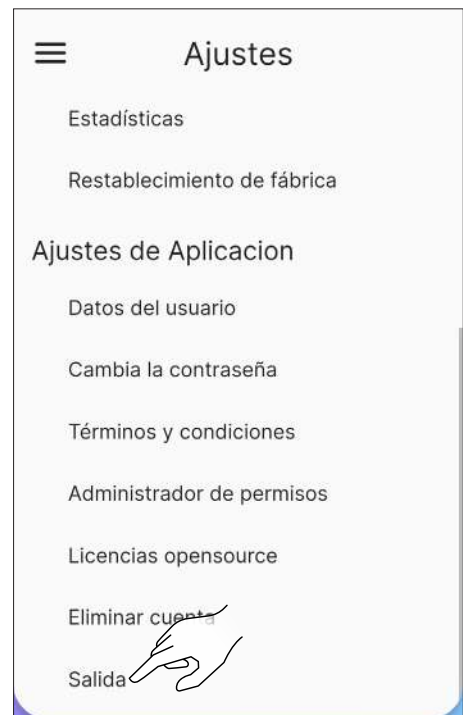 Ajustes
Estadísticas
Restablecimiento de fábrica
Ajustes de Aplicacion
Datos del usuario
Cambia la contraseña
Términos y condiciones
Administrador de permisos
Licencias opensource
Eliminar cuenta
Salida